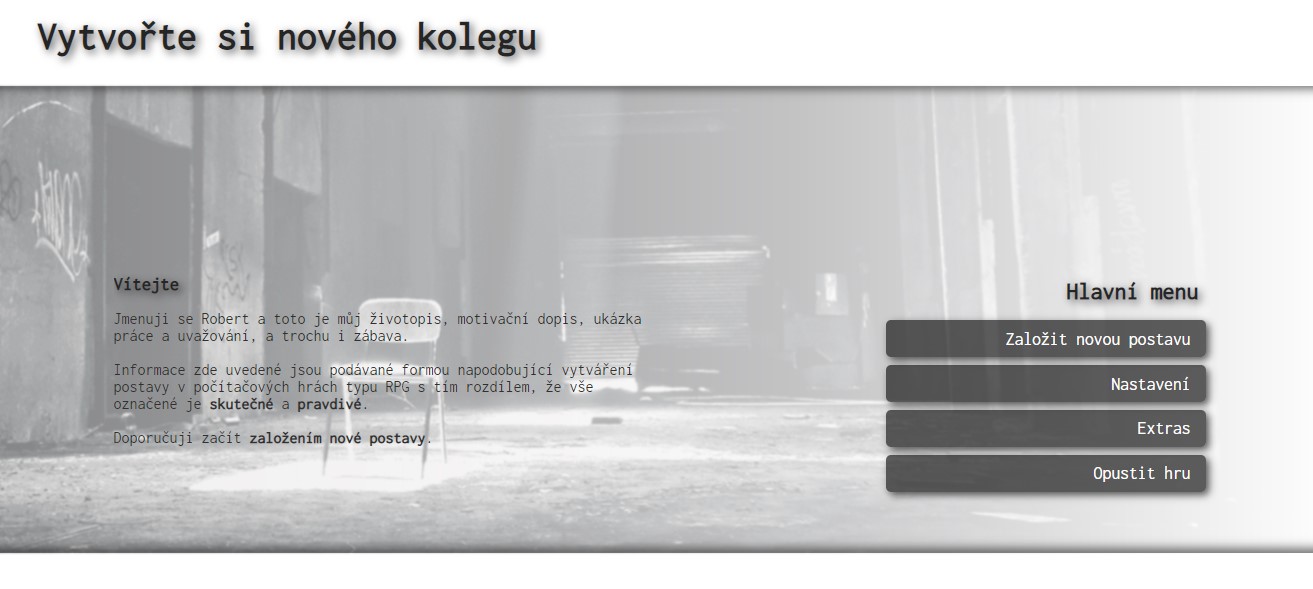 Vytvořte si nového kolegu
Vítejte
Jmenuji se Robert a toto je můj životopis, motivační dopis, ukázka
práce a uvažování, a trochu i zábava.
Informace zde uvedené jsou podávané formou napodobující vytváření
postavy v počítačových hrách typu RPG s tím rozdílem, že vše
označené je skutečné a pravdivé.
Doporučuji začít založením nové postavy.
Hlavní menu
Založit novou postavu
Nastavení
Extras
Opustit hru